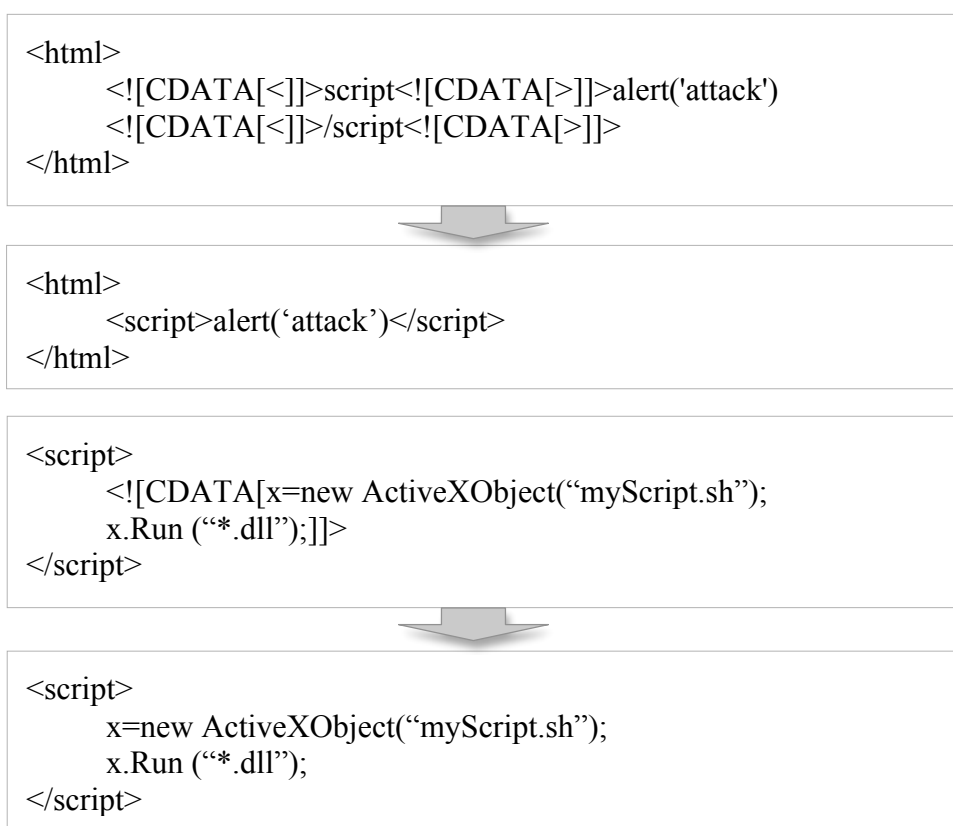 <html>
<![CDATA[<]]>script<![CDATA[>]]>alert('attack')
<![CDATA[<]]>/script<![CDATA[>]]>
</html>
<html>
<script>alert(‘attack’)</script>
</html>
<script>
<![CDATA[x=new ActiveXObject(“myScript.sh”);
x.Run (“*.dll”);]]>
</script>
<script>
x=new ActiveXObject(“myScript.sh”);
x.Run (“*.dll”);
</script>